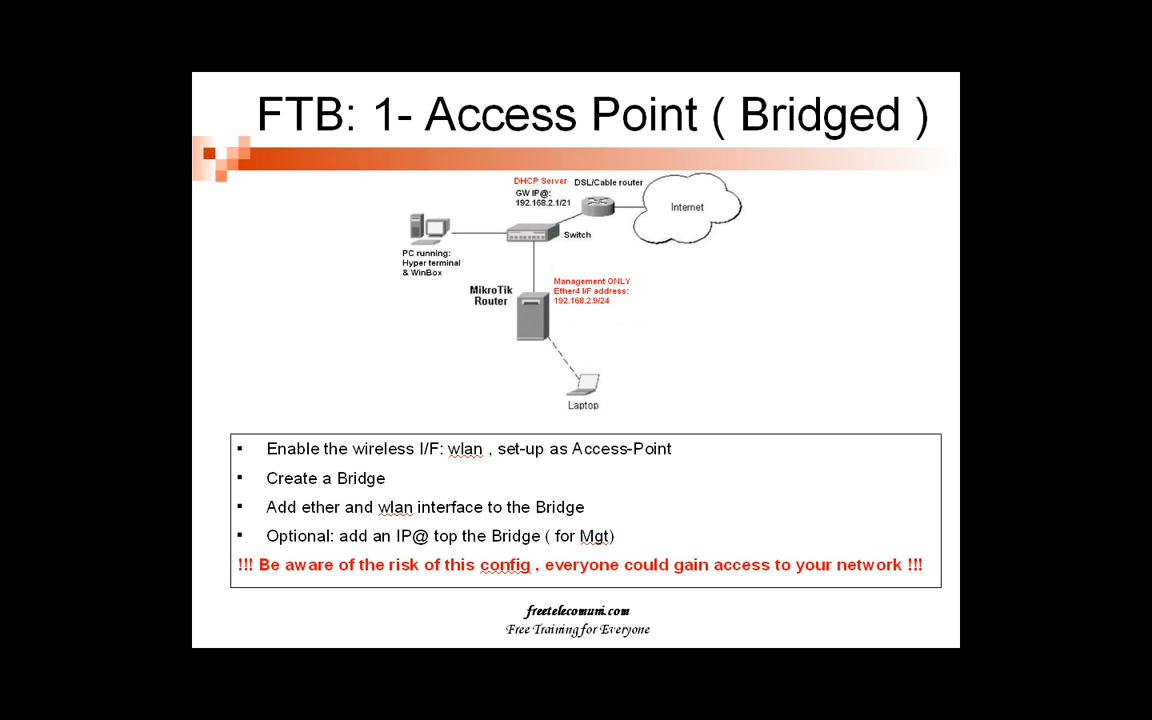 FTB: 1- Access Point ( Bridged )
DHCP Server
GW IP@:
192.168.2.1/21
DSL/Cable router
Internet
Switch
PC running:
Hyper terminal
& WinBox
MikroTik
Router
Management ONLY
Ether4 I/F address:
192.168.2.9/24
Laptop
▪ Enable the wireless I/F: wlan , set-up as Access-Point
▪ Create a Bridge
▪ Add ether and wlan interface to the Bridge
▪ Optional: add an IP@ top the Bridge ( for Mgt)
!!! Be aware of the risk of this config , everyone could gain access to your network !!!
freetelecomuni.com
Free Training for Everyone